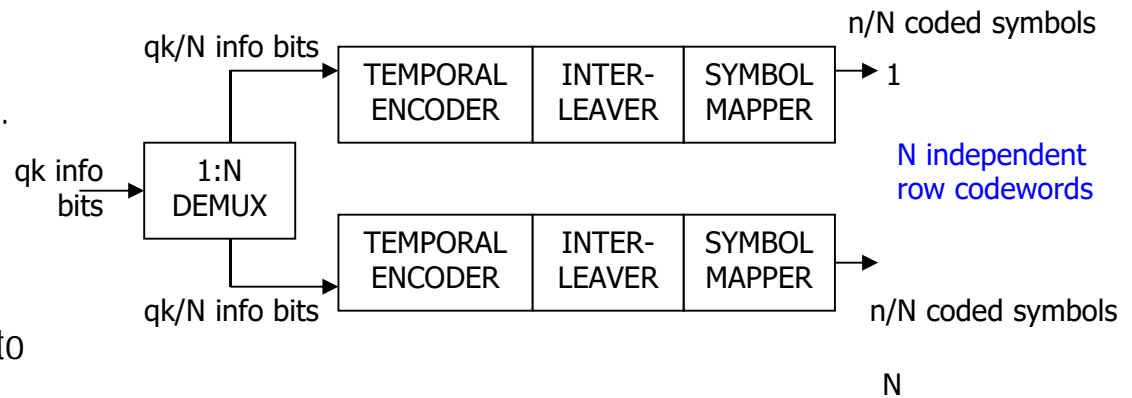 n/N coded symbols
qk/N info bits
TEMPORAL
ENCODER
INTER-
LEAVER
SYMBOL
MAPPER
1
.
qk info
bits
1:N
DEMUX
N independent
row codewords
TEMPORAL
ENCODER
INTER-
LEAVER
SYMBOL
MAPPER
qk/N info bits
n/N coded symbols
to
N